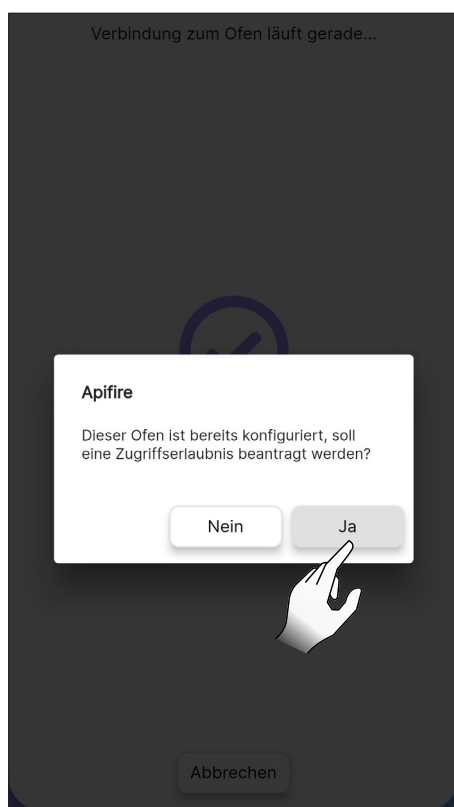 Verbindung zum Ofen läuft gerade...
Apifire
Dieser Ofen ist bereits konfiguriert, soll
eine Zugriffserlaubnis beantragt werden?
Nein
Ja
Abbrechen